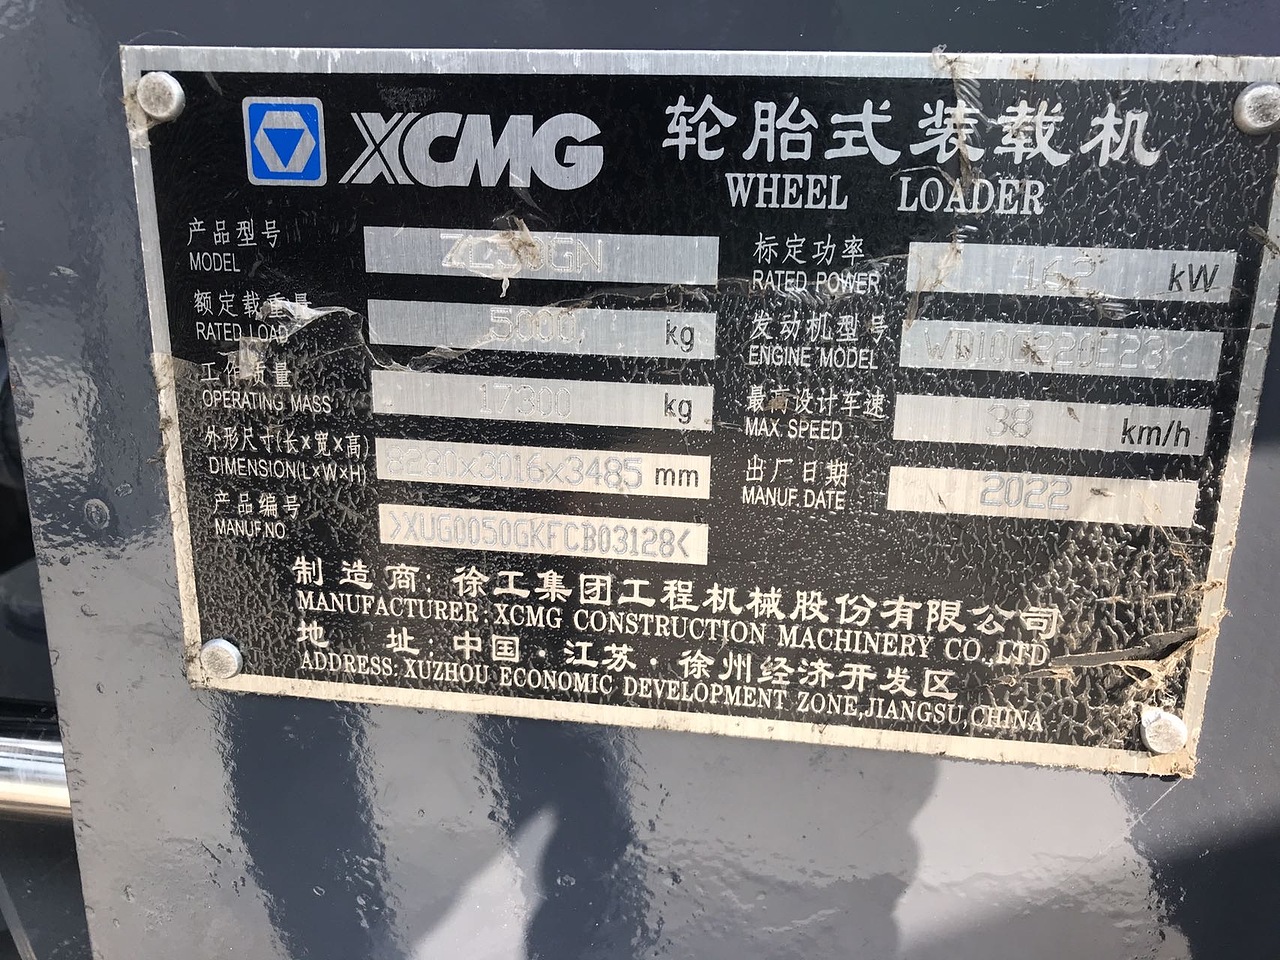 XCMG 轮胎式装载机
WHEEL LOADER
产品型号 ZL50GN
MODEL
标定功率 162 kW
RATED POWER
额定载重量 5000 kg
RATED LOAD
发动机型号
ENGINE MODEL
工作质量 17300 kg
OPERATING MASS
最高设计车速 38 km/h
MAX. SPEED
外形尺寸(长×宽×高) 8280x3016x3485 mm
DIMENSION(L×W×H)
出厂日期 2022
MANUF.DATE
产品编号 >XUG0050GKFCB03128<
MANUF.NO
制造商: 徐工集团工程机械股份有限公司
MANUFACTURER: XCMG CONSTRUCTION MACHINERY CO.,LTD
地址: 中国·江苏·徐州经济开发区
ADDRESS: XUZHOU ECONOMIC DEVELOPMENT ZONE,JIANGSU,CHINA